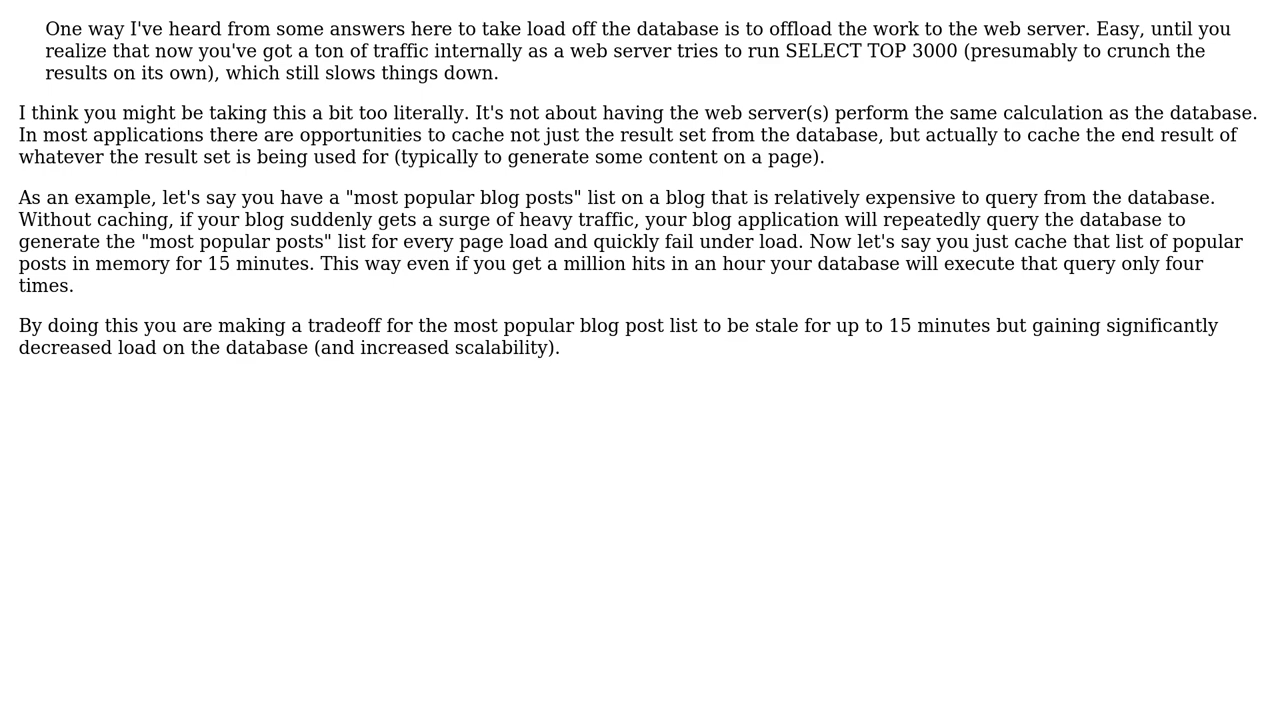 One way I've heard from some answers here to take load off the database is to offload the work to the web server. Easy, until you
realize that now you've got a ton of traffic internally as a web server tries to run SELECT TOP 3000 (presumably to crunch the
results on its own), which still slows things down.
I think you might be taking this a bit too literally. It's not about having the web server(s) perform the same calculation as the database.
In most applications there are opportunities to cache not just the result set from the database, but actually to cache the end result of
whatever the result set is being used for (typically to generate some content on a page).
As an example, let's say you have a "most popular blog posts" list on a blog that is relatively expensive to query from the database.
Without caching, if your blog suddenly gets a surge of heavy traffic, your blog application will repeatedly query the database to
generate the "most popular posts" list for every page load and quickly fail under load. Now let's say you just cache that list of popular
posts in memory for 15 minutes. This way even if you get a million hits in an hour your database will execute that query only four
times.
By doing this you are making a tradeoff for the most popular blog post list to be stale for up to 15 minutes but gaining significantly
decreased load on the database (and increased scalability).